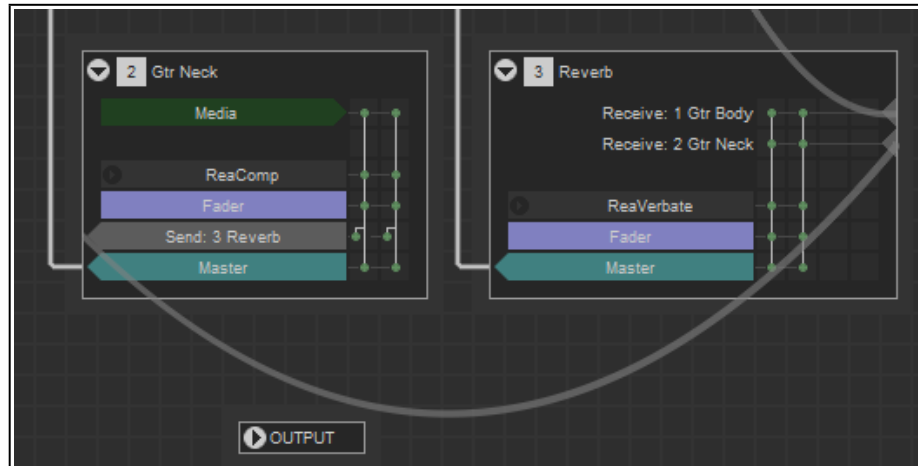 2 Gtr Neck
Media
ReaComp
Fader
Send: 3 Reverb
Master
3 Reverb
Receive: 1 Gtr Body
Receive: 2 Gtr Neck
ReaVerbate
Fader
Master
OUTPUT